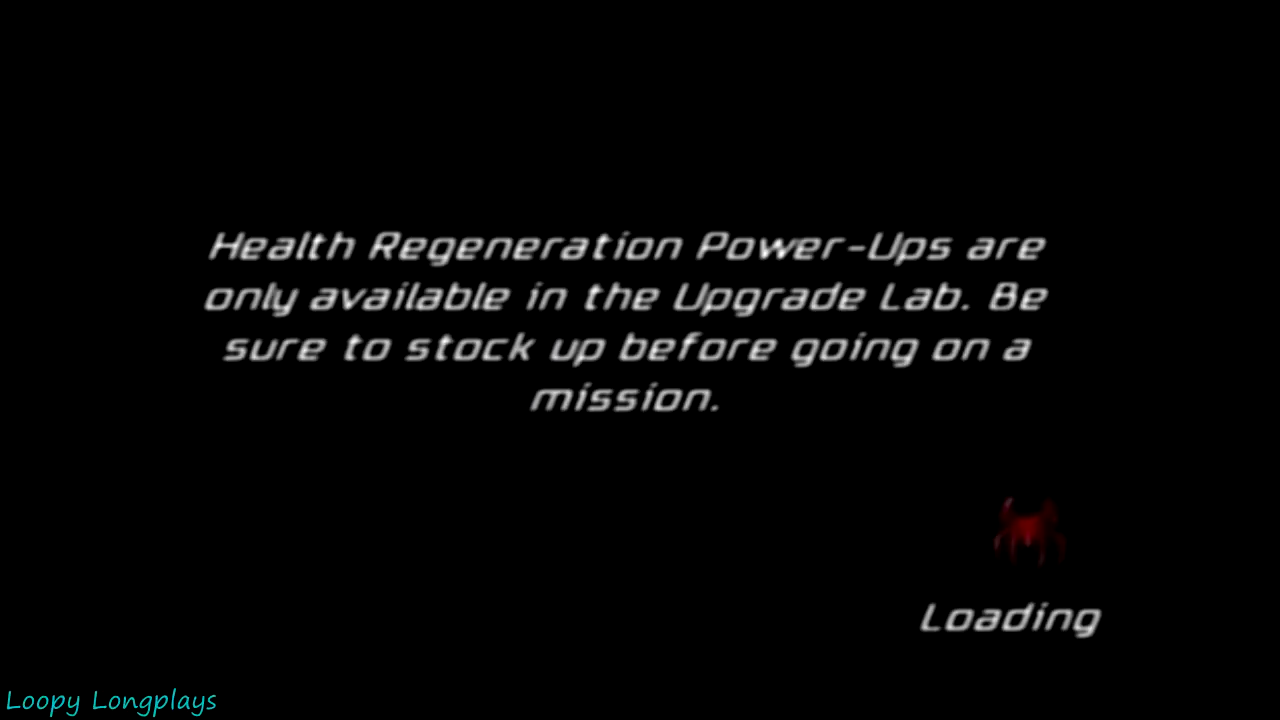 Health Regeneration Power-Ups are
only available in the Upgrade Lab. Be
sure to stock up before going on a
mission.
Loading
Loopy Longplays